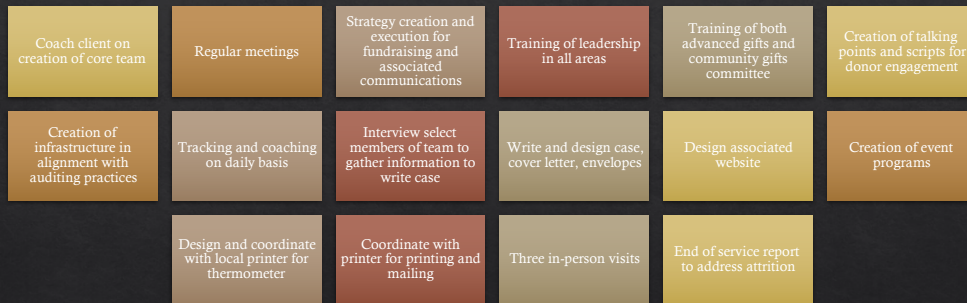 Coach client on
creation of core team
Regular meetings
Strategy creation and
execution for
fundraising and
associated
communications
Training of leadership
in all areas
Training of both
advanced gifts and
community gifts
committee
Creation of talking
points and scripts for
donor engagement
Creation of
infrastructure in
alignment with
auditing practices
Tracking and coaching
on daily basis
Interview select
members of team to
gather information to
write case
Write and design case,
cover letter, envelopes
Design associated
website
Creation of event
programs
Design and coordinate
with local printer for
thermometer
Coordinate with
printer for printing and
mailing
Three in-person visits
End of service report
to address attrition